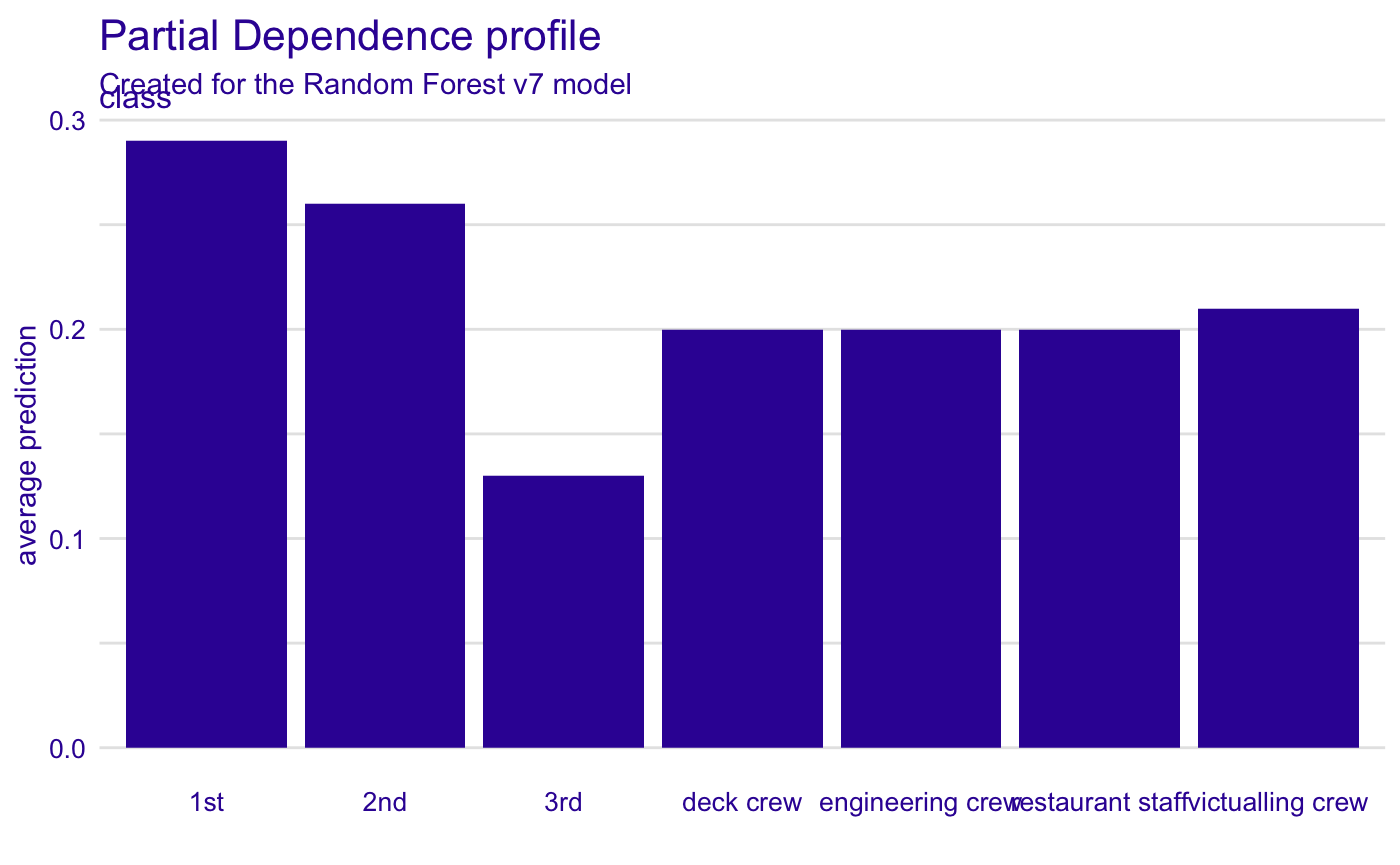 Partial Dependence profile
Created for the Random Forest v7 model
class
0.3
0.2
0.1
0.0
average prediction
1st
2nd
3rd
deck crew
engineering crew
restaurant staff
victualling crew